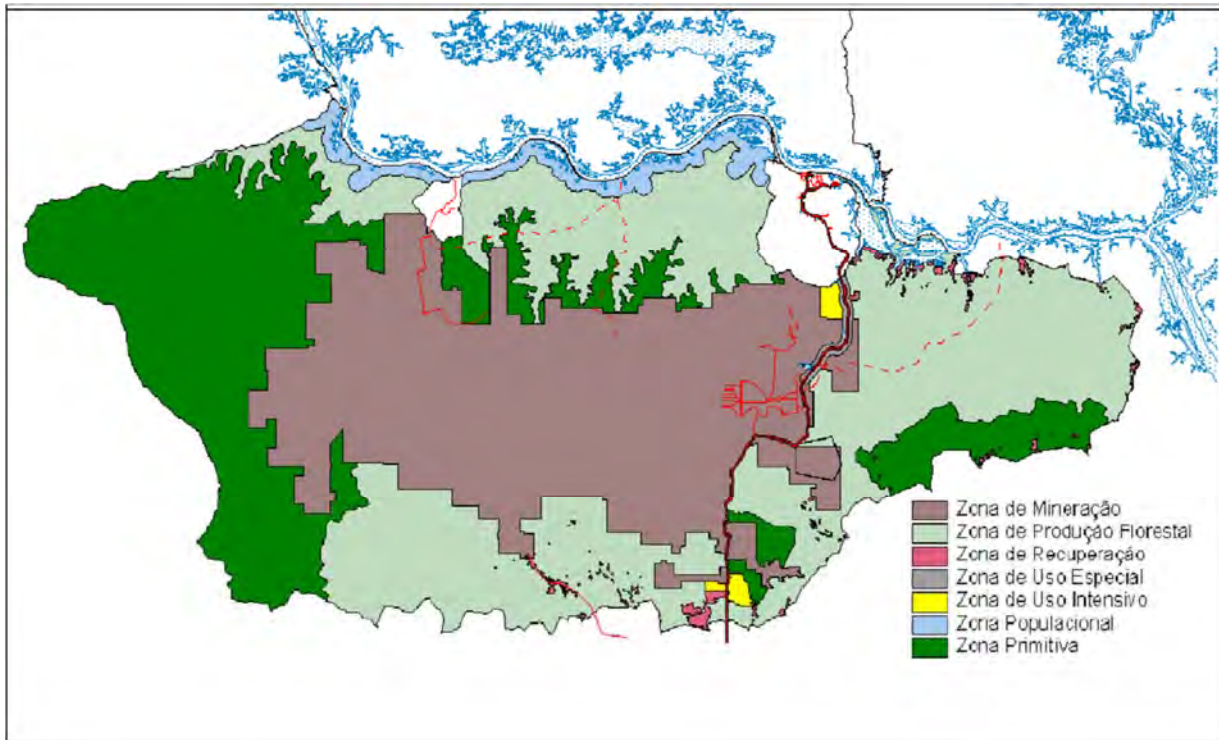 Zona de Mineração
Zona de Produção Florestal
Zona de Recuperação
Zona de Uso Especial
Zona de Uso Intensivo
Zona Populacional
Zona Primitiva